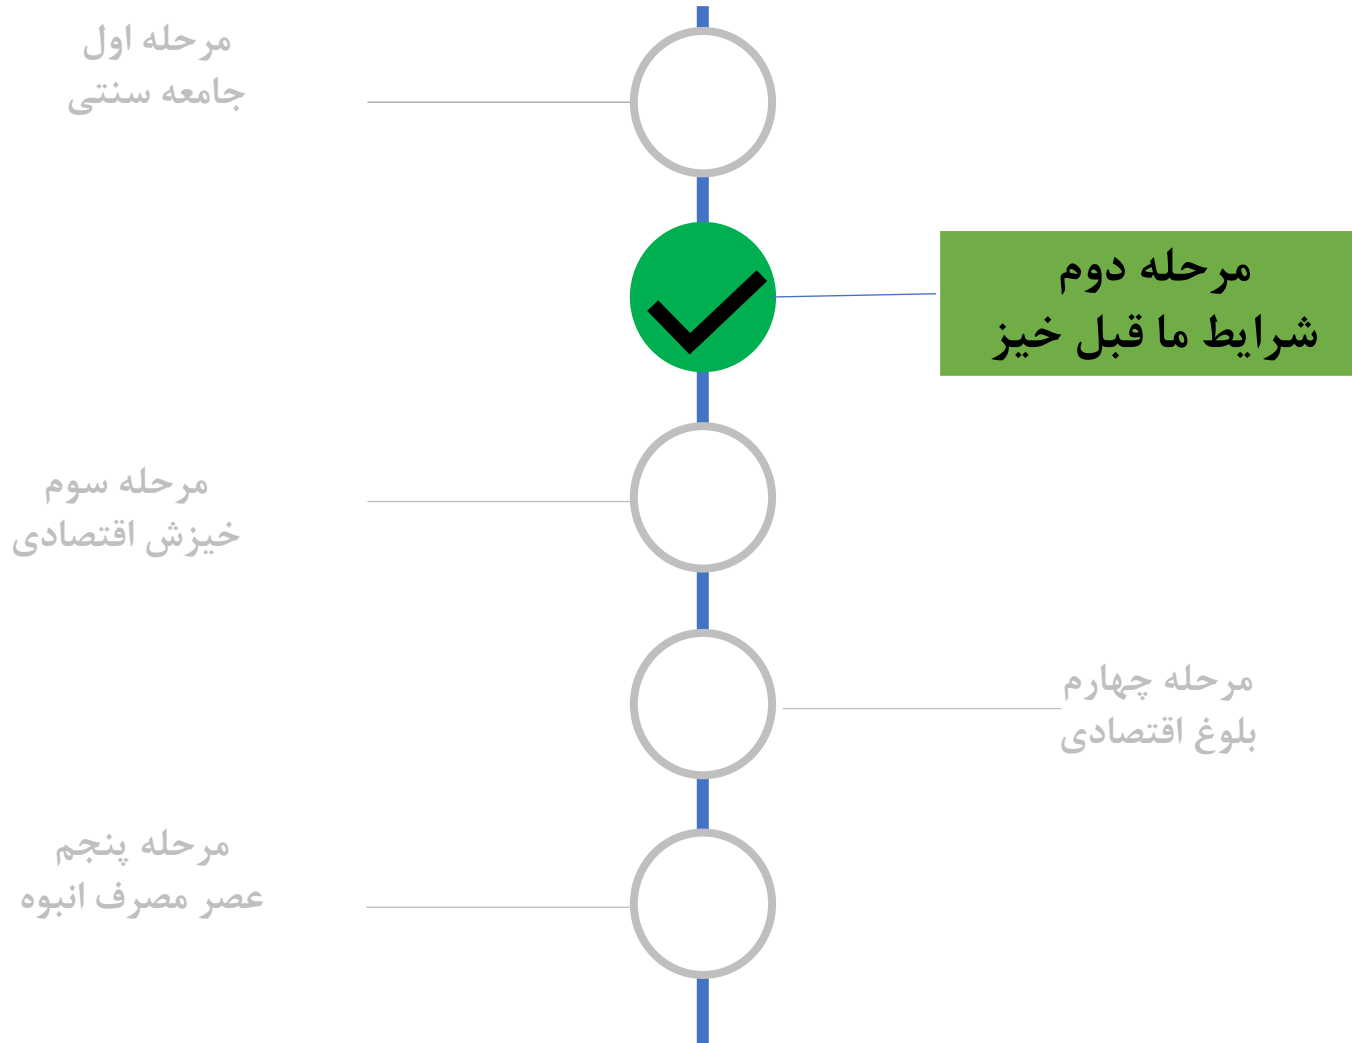 مرحله اول
جامعه سنتی
مرحله دوم
شرایط ما قبل خیز
مرحله سوم
خیزش اقتصادی
مرحله چهارم
بلوغ اقتصادی
مرحله پنجم
عصر مصرف انبوه